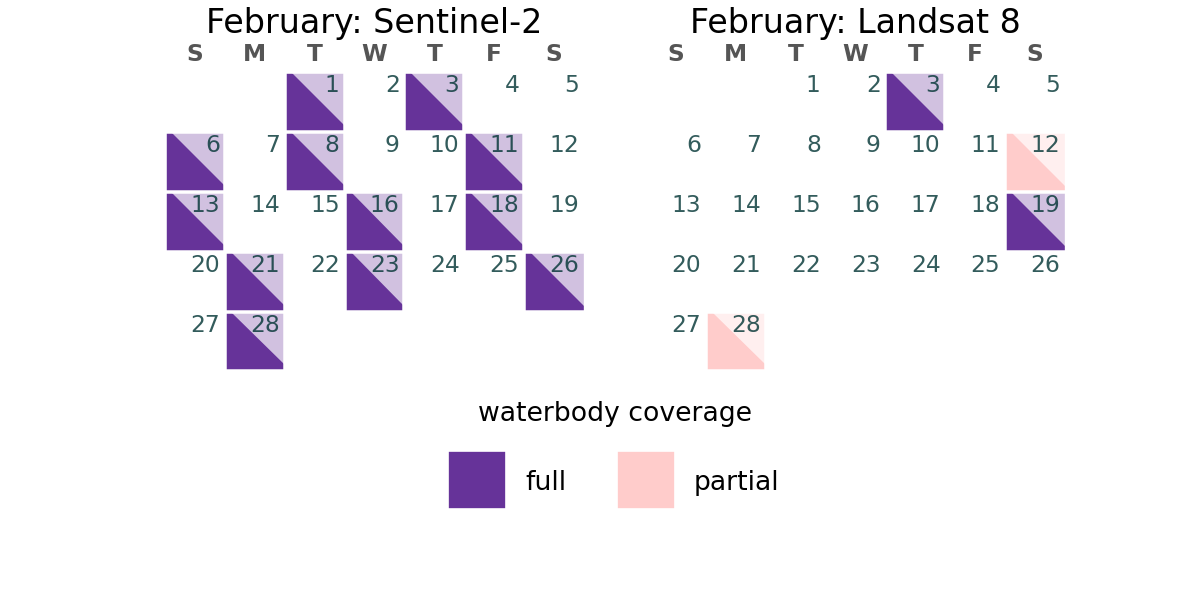 February: Sentinel-2
S M T W T F S
1 2 3 4 5
6 7 8 9 10 11 12
13 14 15 16 17 18 19
20 21 22 23 24 25 26
27 28
February: Landsat 8
S M T W T F S
1 2 3 4 5
6 7 8 9 10 11 12
13 14 15 16 17 18 19
20 21 22 23 24 25 26
27 28
waterbody coverage
full
partial